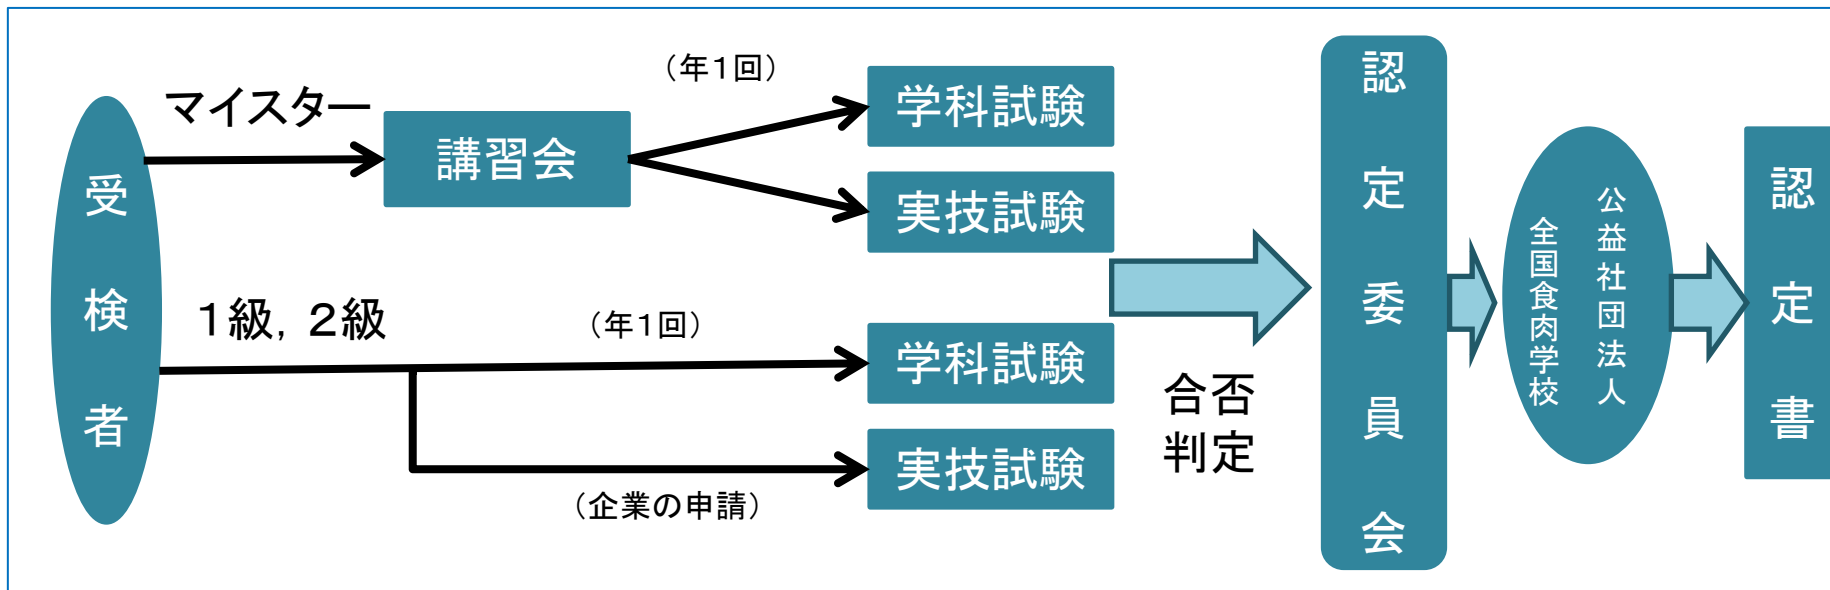 受検者
マイスター
講習会
（年１回）
学科試験
実技試験
１級，２級
（年１回）
学科試験
実技試験
（企業の申請）
合否
判定
認定委員会
公益社団法人
全国食肉学校
認定書